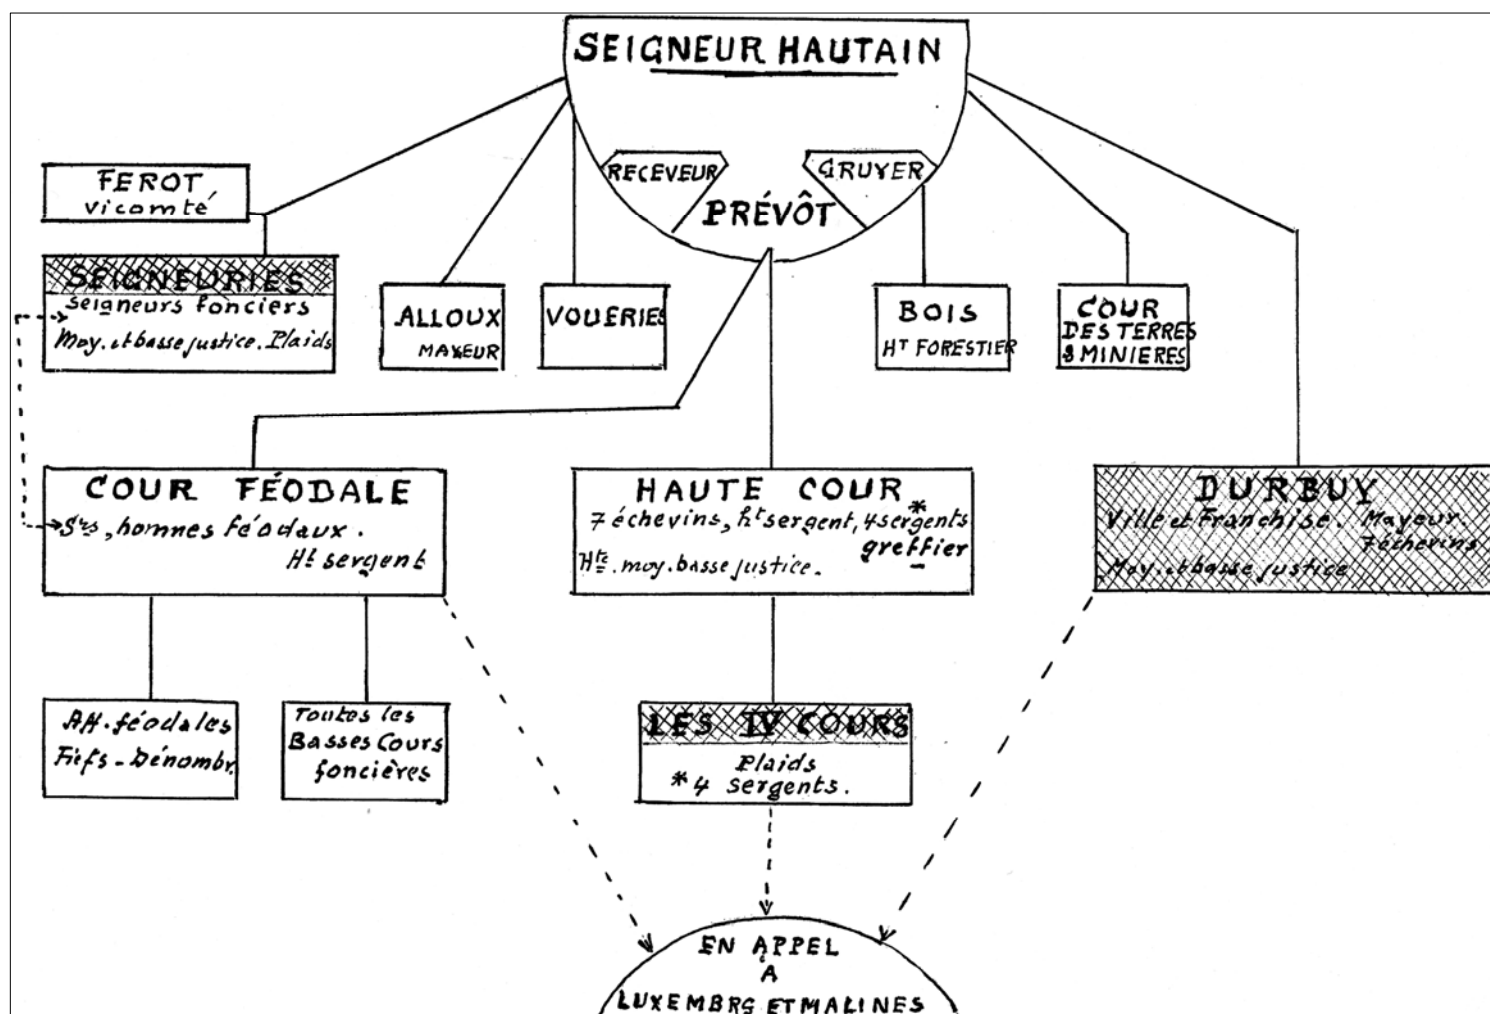 SEIGNEUR HAUTAIN
RECEVEUR
GRUYER
PRÉVÔT
FEROT
vicomté
SEIGNEURIES
seigneurs fonciers
Moy. et basse justice. Plaids
ALLOUX
MAYEUR
VOUERIES
BOIS
HT FORESTIER
COUR
DES TERRES
& MINIERES
COUR FÉODALE
Srs, hommes féodaux.
Ht sergent
HAUTE COUR
*
7 échevins, ht sergent, 4 sergents
greffier
Hte. moy. basse justice.
DURBUY
Ville et Franchise. Mayeur.
7 échevins
Moy. et basse justice
Aff. féodales
Fiefs - Dénombr.
Toutes les
Basses Cours
foncières
LES IV COURS
Plaids
* 4 sergents.
EN APPEL
A
LUXEMBRG ET MALINES